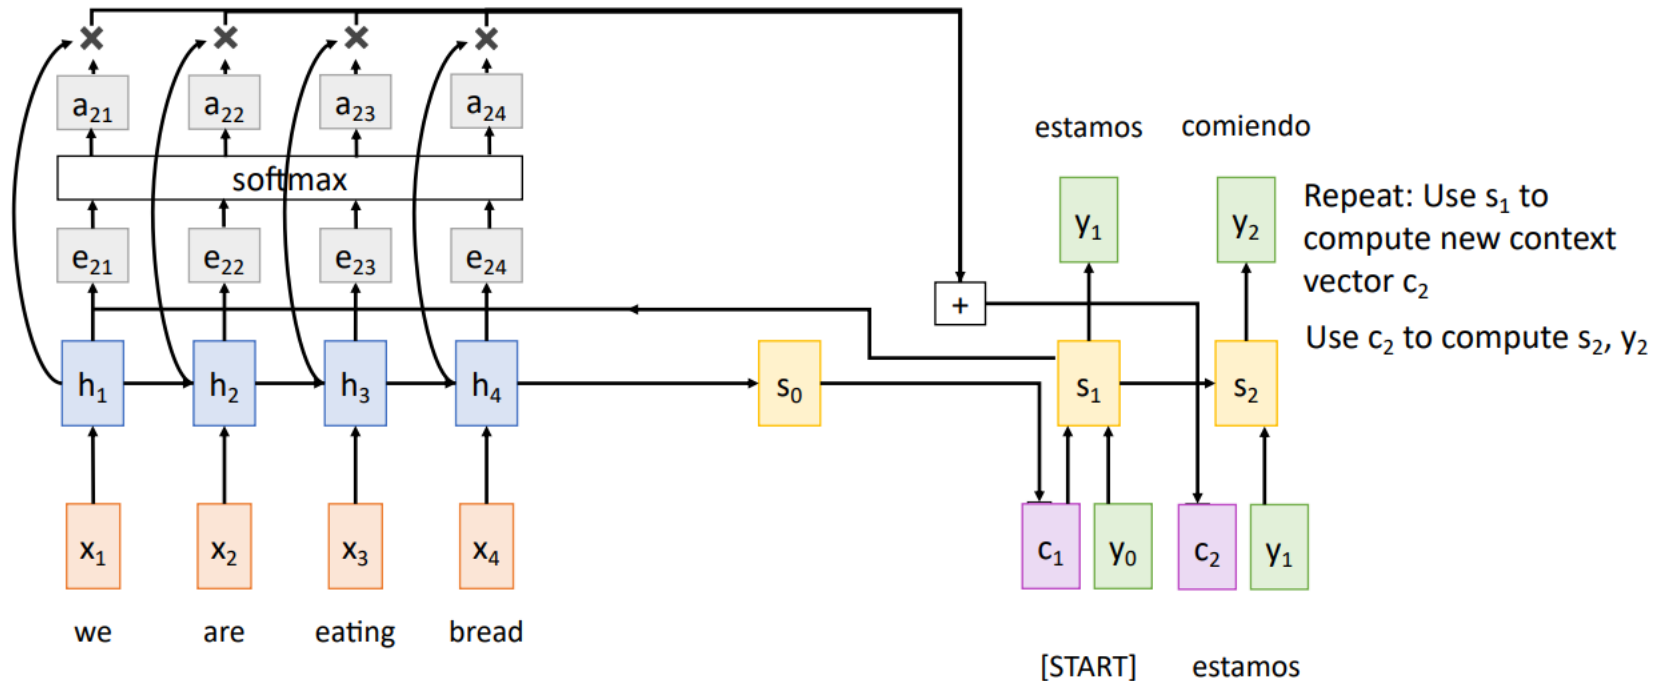 a₂₁ a₂₂ a₂₃ a₂₄
softmax
e₂₁ e₂₂ e₂₃ e₂₄
h₁ h₂ h₃ h₄ s₀
x₁ x₂ x₃ x₄
we are eating bread
+
estamos comiendo
y₁ y₂
s₁ s₂
c₁ y₀ c₂ y₁
[START] estamos
Repeat: Use s₁ to
compute new context
vector c₂
Use c₂ to compute s₂, y₂